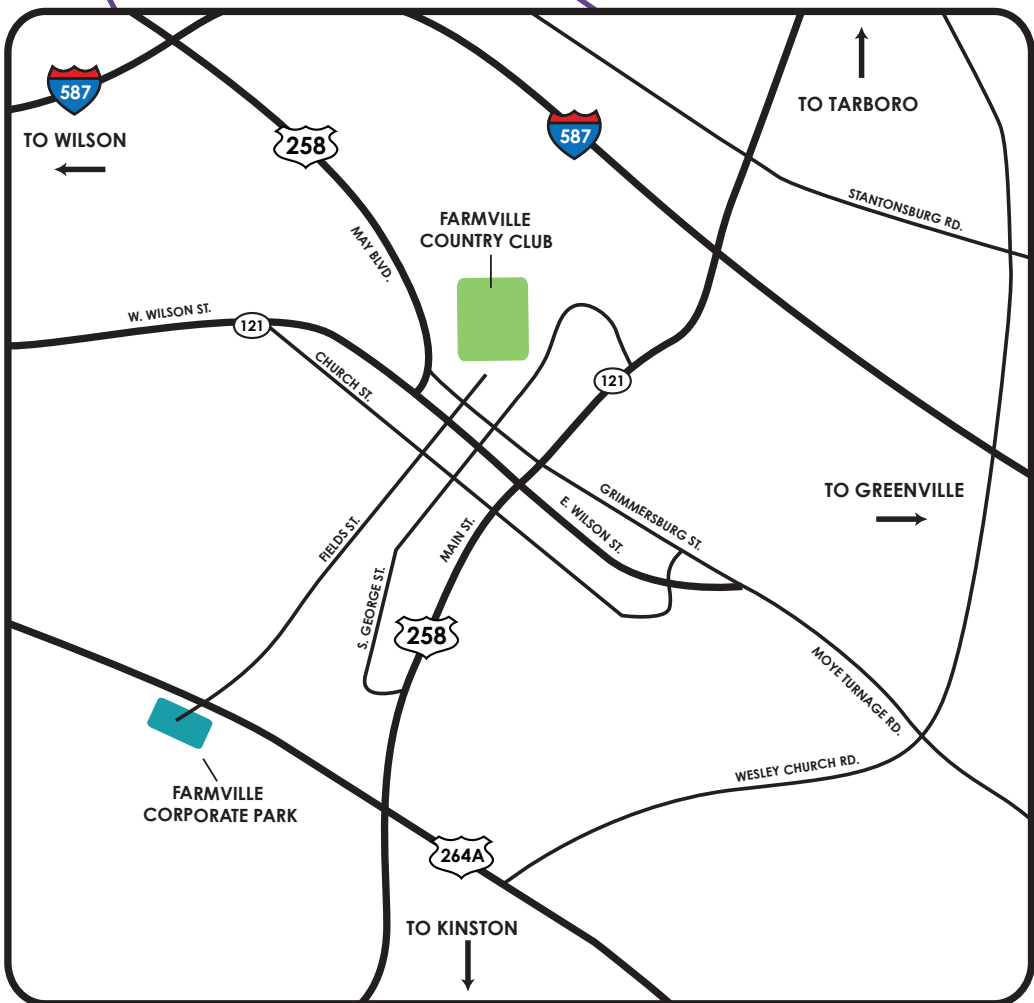 587
TO WILSON
258
587
TO TARBORO
STANTONSBURG RD.
FARMVILLE
COUNTRY CLUB
MAY BLVD.
W. WILSON ST.
121
CHURCH ST.
121
TO GREENVILLE
GRIMMERSBURG ST.
E. WILSON ST.
FIELDS ST.
MAIN ST.
S. GEORGE ST.
258
MOYE TURNAGE RD.
WESLEY CHURCH RD.
FARMVILLE
CORPORATE PARK
264A
TO KINSTON